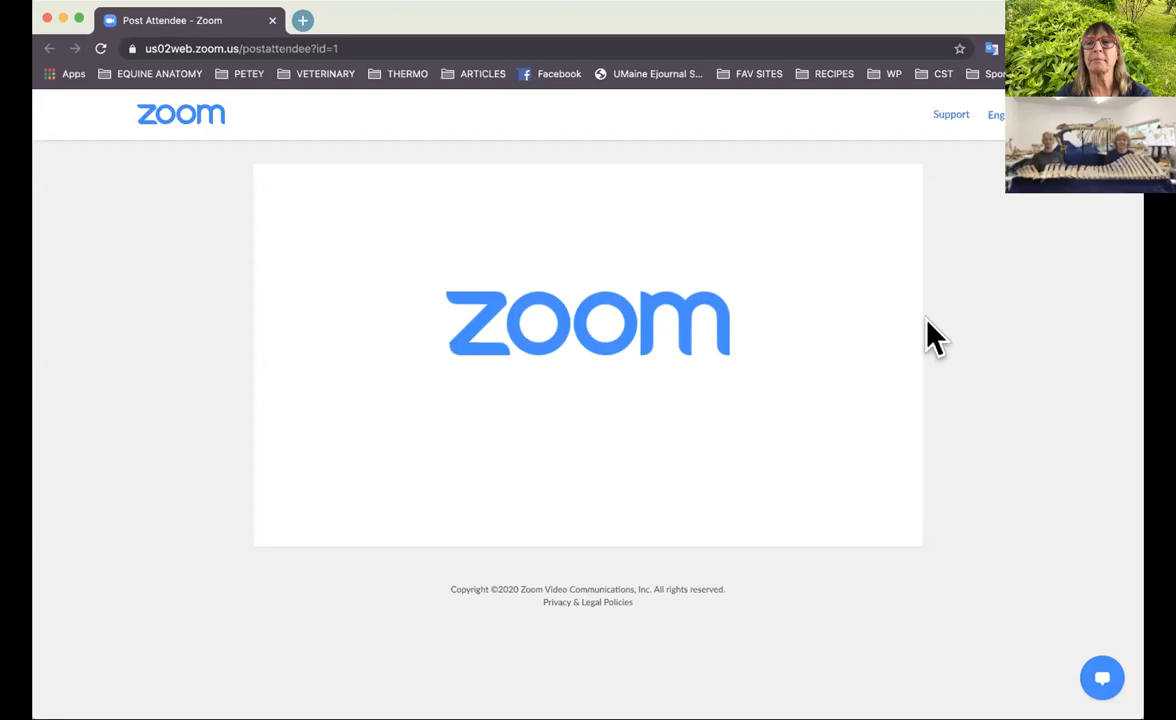 Post Attendee - Zoom
us02web.zoom.us/postattendee?id=1
Apps EQUINE ANATOMY PETEY VETERINARY THERMO ARTICLES Facebook UMaine Ejournal S... FAV SITES RECIPES WP CST Spor
zoom
Support Eng
zoom
Copyright ©2020 Zoom Video Communications, Inc. All rights reserved.
Privacy & Legal Policies